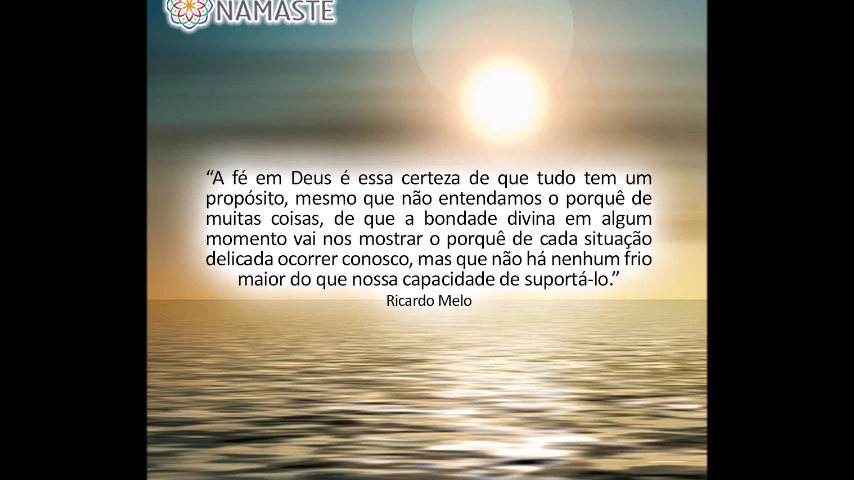 NAMASTE
“A fé em Deus é essa certeza de que tudo tem um
propósito, mesmo que não entendamos o porquê de
muitas coisas, de que a bondade divina em algum
momento vai nos mostrar o porquê de cada situação
delicada ocorrer conosco, mas que não há nenhum frio
maior do que nossa capacidade de suportá-lo.”
Ricardo Melo